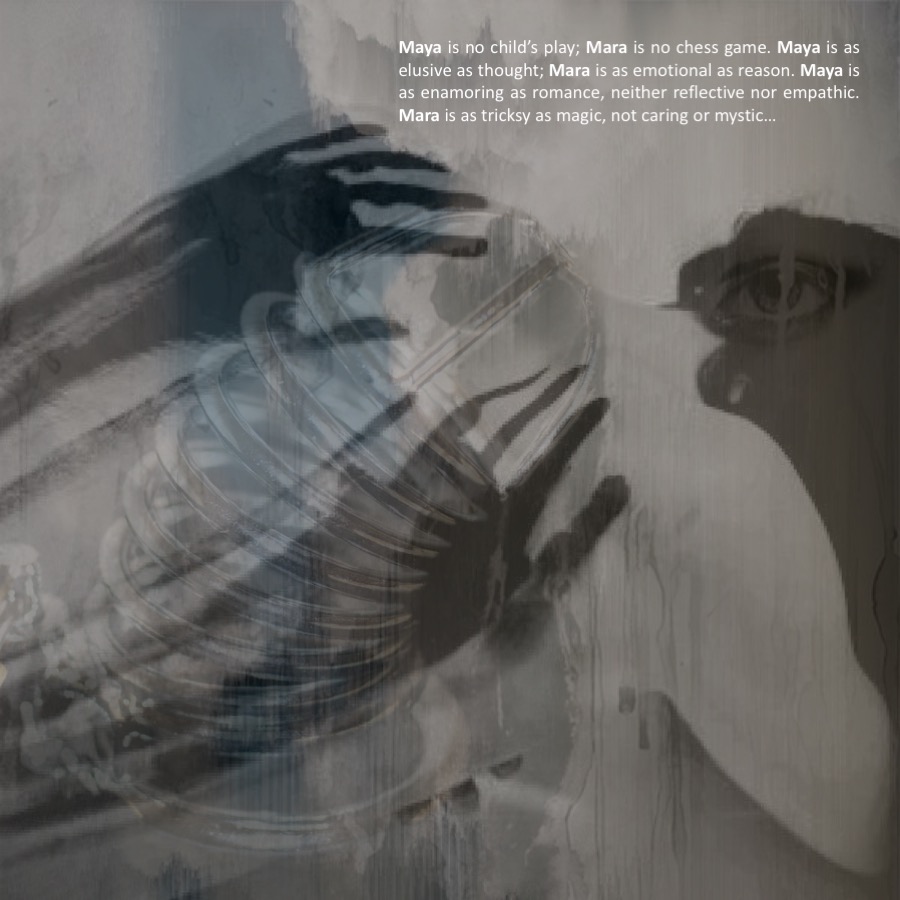 Maya is no child’s play; Mara is no chess game. Maya is as
elusive as thought; Mara is as emotional as reason. Maya is
as enamoring as romance, neither reflective nor empathic.
Mara is as tricksy as magic, not caring or mystic…